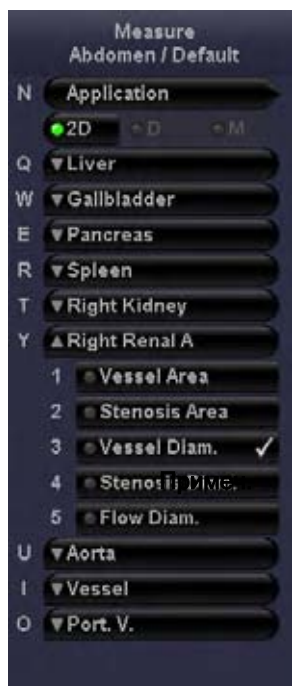 Measure
Abdomen / Default
N Application
2D D M
Q Liver
W Gallbladder
E Pancreas
R Spleen
T Right Kidney
Y Right Renal A
1 Vessel Area
2 Stenosis Area
3 Vessel Diam.
4 Stenosis
5 Flow Diam.
U Aorta
I Vessel
O Port. V.